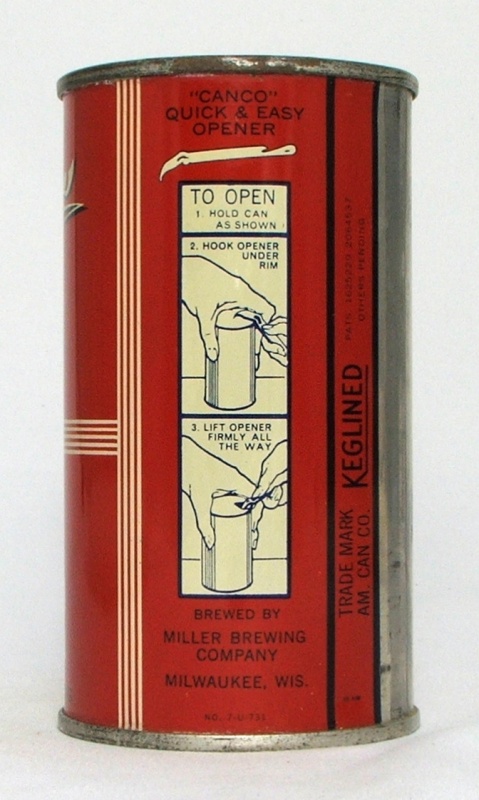 "CANCO"
QUICK & EASY
OPENER
TO OPEN
1. HOLD CAN
AS SHOWN
2. HOOK OPENER
UNDER
RIM
3. LIFT OPENER
FIRMLY ALL
THE WAY
BREWED BY
MILLER BREWING
COMPANY
MILWAUKEE, WIS.
TRADE MARK
AM. CAN CO.
KEGLINED
OTHERS PENDING